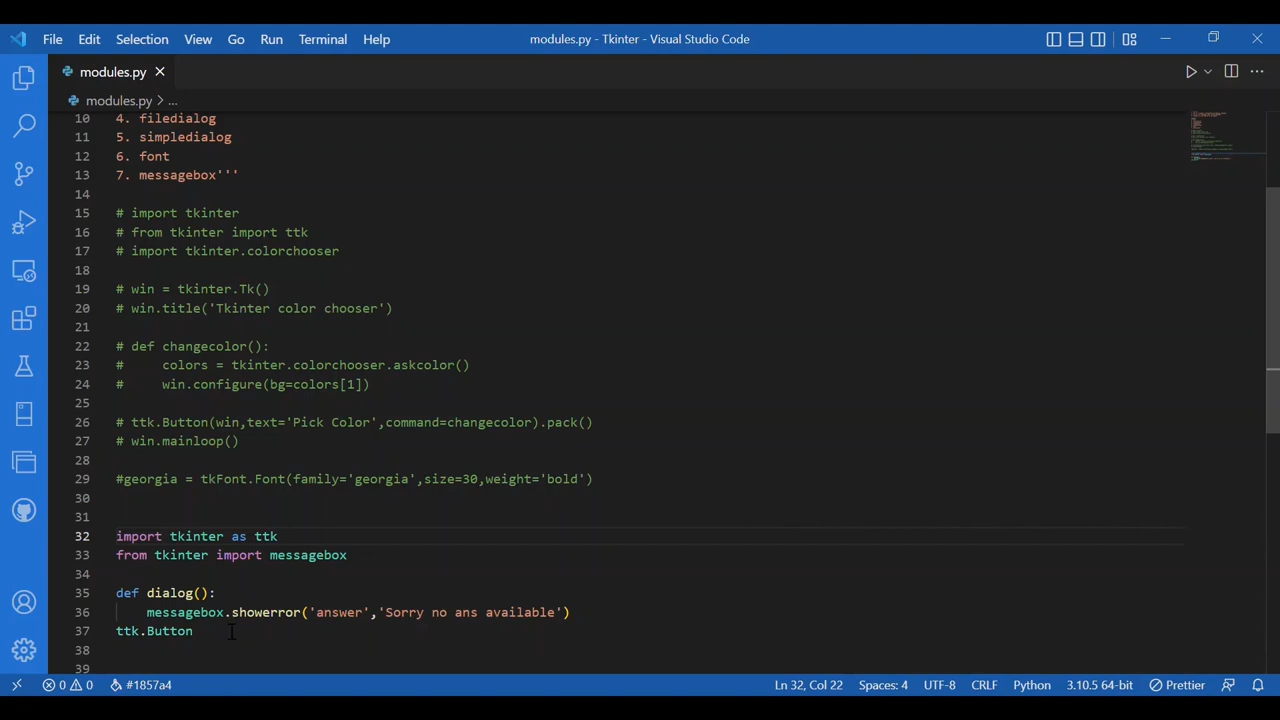 File Edit Selection View Go Run Terminal Help modules.py - Tkinter - Visual Studio Code
modules.py
modules.py > ...
10 4. filedialog
11 5. simpledialog
12 6. font
13 7. messagebox'''
14
15 # import tkinter
16 # from tkinter import ttk
17 # import tkinter.colorchooser
18
19 # win = tkinter.Tk()
20 # win.title('Tkinter color chooser')
21
22 # def changecolor():
23 #     colors = tkinter.colorchooser.askcolor()
24 #     win.configure(bg=colors[1])
25
26 # ttk.Button(win,text='Pick Color',command=changecolor).pack()
27 # win.mainloop()
28
29 #georgia = tkFont.Font(family='georgia',size=30,weight='bold')
30
31
32 import tkinter as ttk
33 from tkinter import messagebox
34
35 def dialog():
36     messagebox.showerror('answer','Sorry no ans available')
37 ttk.Button
38
39
0 0 #1857a4 Ln 32, Col 22 Spaces: 4 UTF-8 CRLF Python 3.10.5 64-bit Prettier